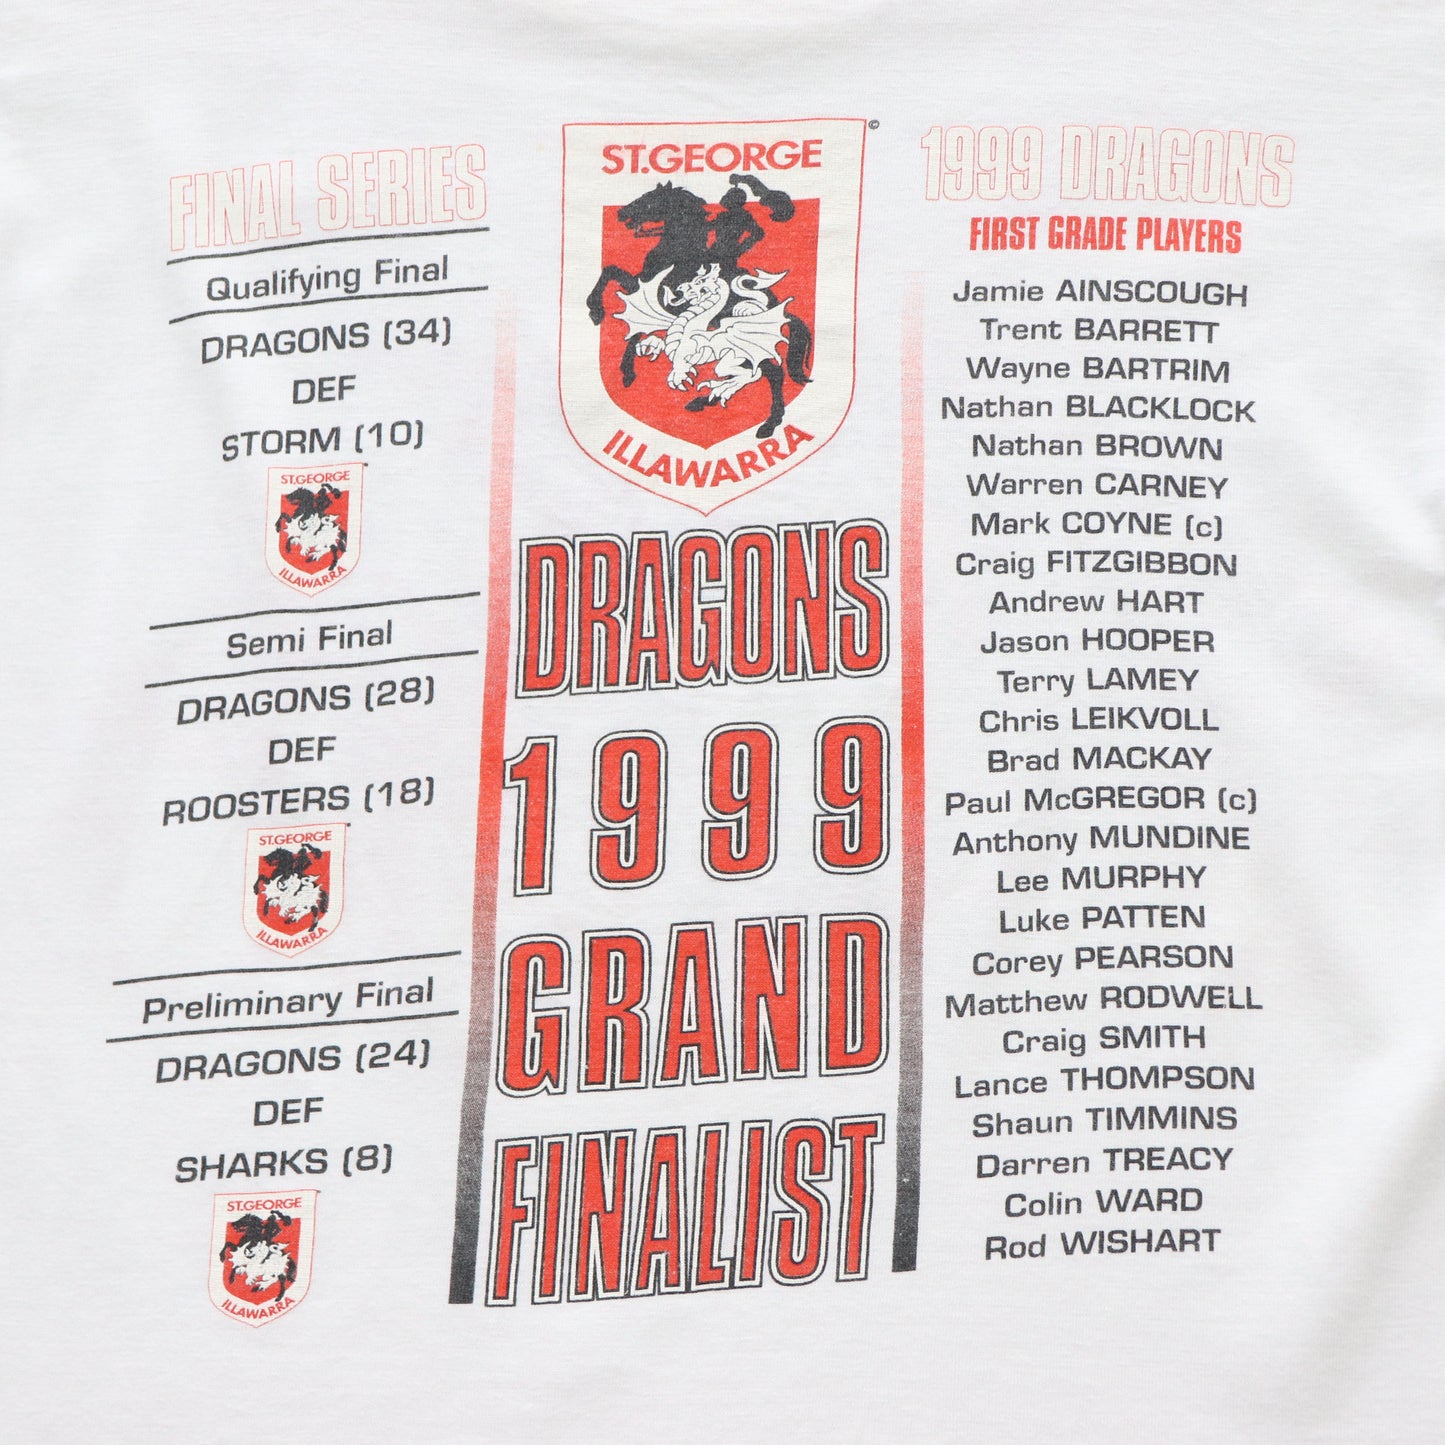 FINAL SERIES
Qualifying Final
DRAGONS (34)
DEF
STORM (10)
ST.GEORGE
ILLAWARRA
Semi Final
DRAGONS (28)
DEF
ROOSTERS (18)
ST.GEORGE
ILLAWARRA
Preliminary Final
DRAGONS (24)
DEF
SHARKS (8)
ST.GEORGE
ILLAWARRA
©
ST.GEORGE
ILLAWARRA
DRAGONS
1999
GRAND
FINALIST
1999 DRAGONS
FIRST GRADE PLAYERS
Jamie AINSCOUGH
Trent BARRETT
Wayne BARTRIM
Nathan BLACKLOCK
Nathan BROWN
Warren CARNEY
Mark COYNE (c)
Craig FITZGIBBON
Andrew HART
Jason HOOPER
Terry LAMEY
Chris LEIKVOLL
Brad MACKAY
Paul McGREGOR (c)
Anthony MUNDINE
Lee MURPHY
Luke PATTEN
Corey PEARSON
Matthew RODWELL
Craig SMITH
Lance THOMPSON
Shaun TIMMINS
Darren TREACY
Colin WARD
Rod WISHART